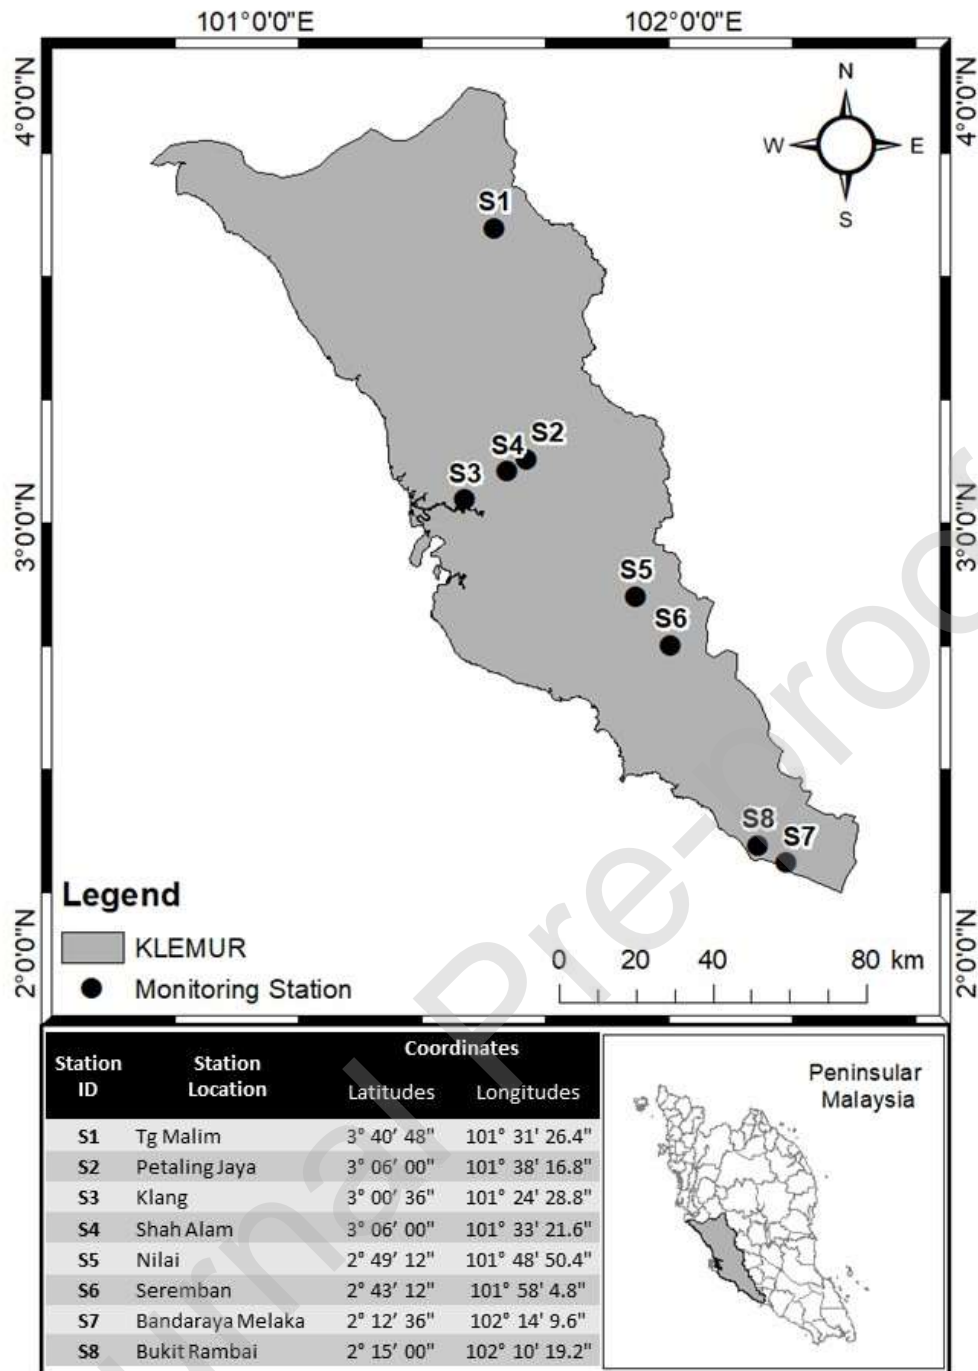 101°0'0"E 102°0'0"E
4°0'0"N 4°0'0"N
N
W E
S
S1
S2
S4
S3
3°0'0"N 3°0'0"N
S5
S6
S8
S7
Legend
KLEMUR
Monitoring Station
0 20 40 80 km
2°0'0"N 2°0'0"N
Station ID Station Location Coordinates
Latitudes Longitudes
S1 Tg Malim 3° 40′ 48" 101° 31' 26.4"
S2 Petaling Jaya 3° 06′ 00" 101° 38' 16.8"
S3 Klang 3° 00′ 36" 101° 24' 28.8"
S4 Shah Alam 3° 06′ 00" 101° 33' 21.6"
S5 Nilai 2° 49′ 12" 101° 48' 50.4"
S6 Seremban 2° 43′ 12" 101° 58' 4.8"
S7 Bandaraya Melaka 2° 12′ 36" 102° 14' 9.6"
S8 Bukit Rambai 2° 15′ 00" 102° 10' 19.2"
Peninsular
Malaysia